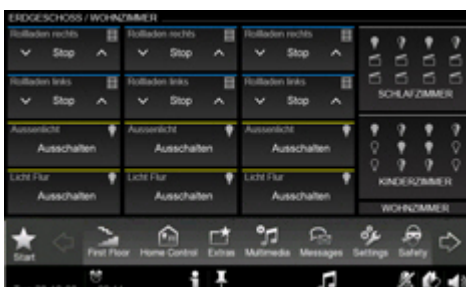 ERDGESCHOSS / WOHNZIMMER
Rollladen rechts Rollladen rechts Rollladen rechts
Stop Stop Stop
Rollladen links Rollladen links Rollladen links
Stop Stop Stop
SCHLAFZIMMER
Aussenlicht Aussenlicht Aussenlicht
Ausschalten Ausschalten Ausschalten
Licht Flur Licht Flur Licht Flur
Ausschalten Ausschalten Ausschalten
KINDERZIMMER
WOHNZIMMER
Start First Floor Home Control Extras Multimedia Messages Settings Safety